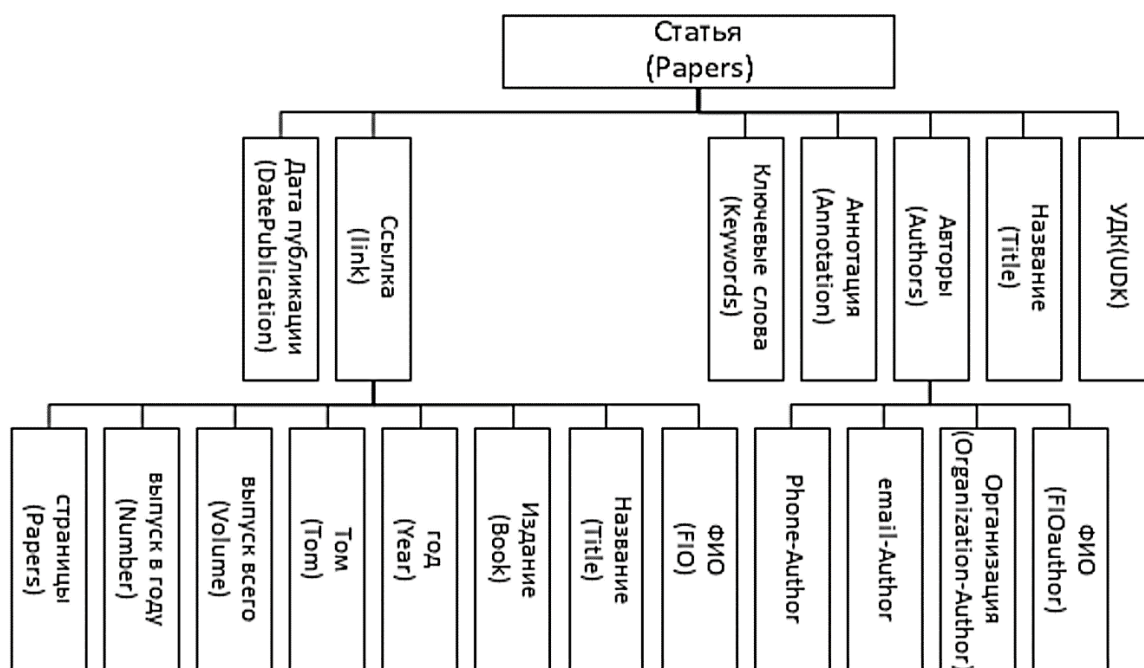 Статья
(Papers)
Дата публикации
(DatePublication)
Ссылка
(link)
Ключевые слова
(Keywords)
Аннотация
(Annotation)
Авторы
(Authors)
Название
(Title)
УДК(UDK)
страницы
(Papers)
выпуск в году
(Number)
выпуск всего
(Volume)
Том
(Tom)
год
(Year)
Издание
(Book)
Название
(Title)
ФИО
(FIO)
Phone-Author
email-Author
Организация
(Organization-Author)
ФИО
(FIOauthor)